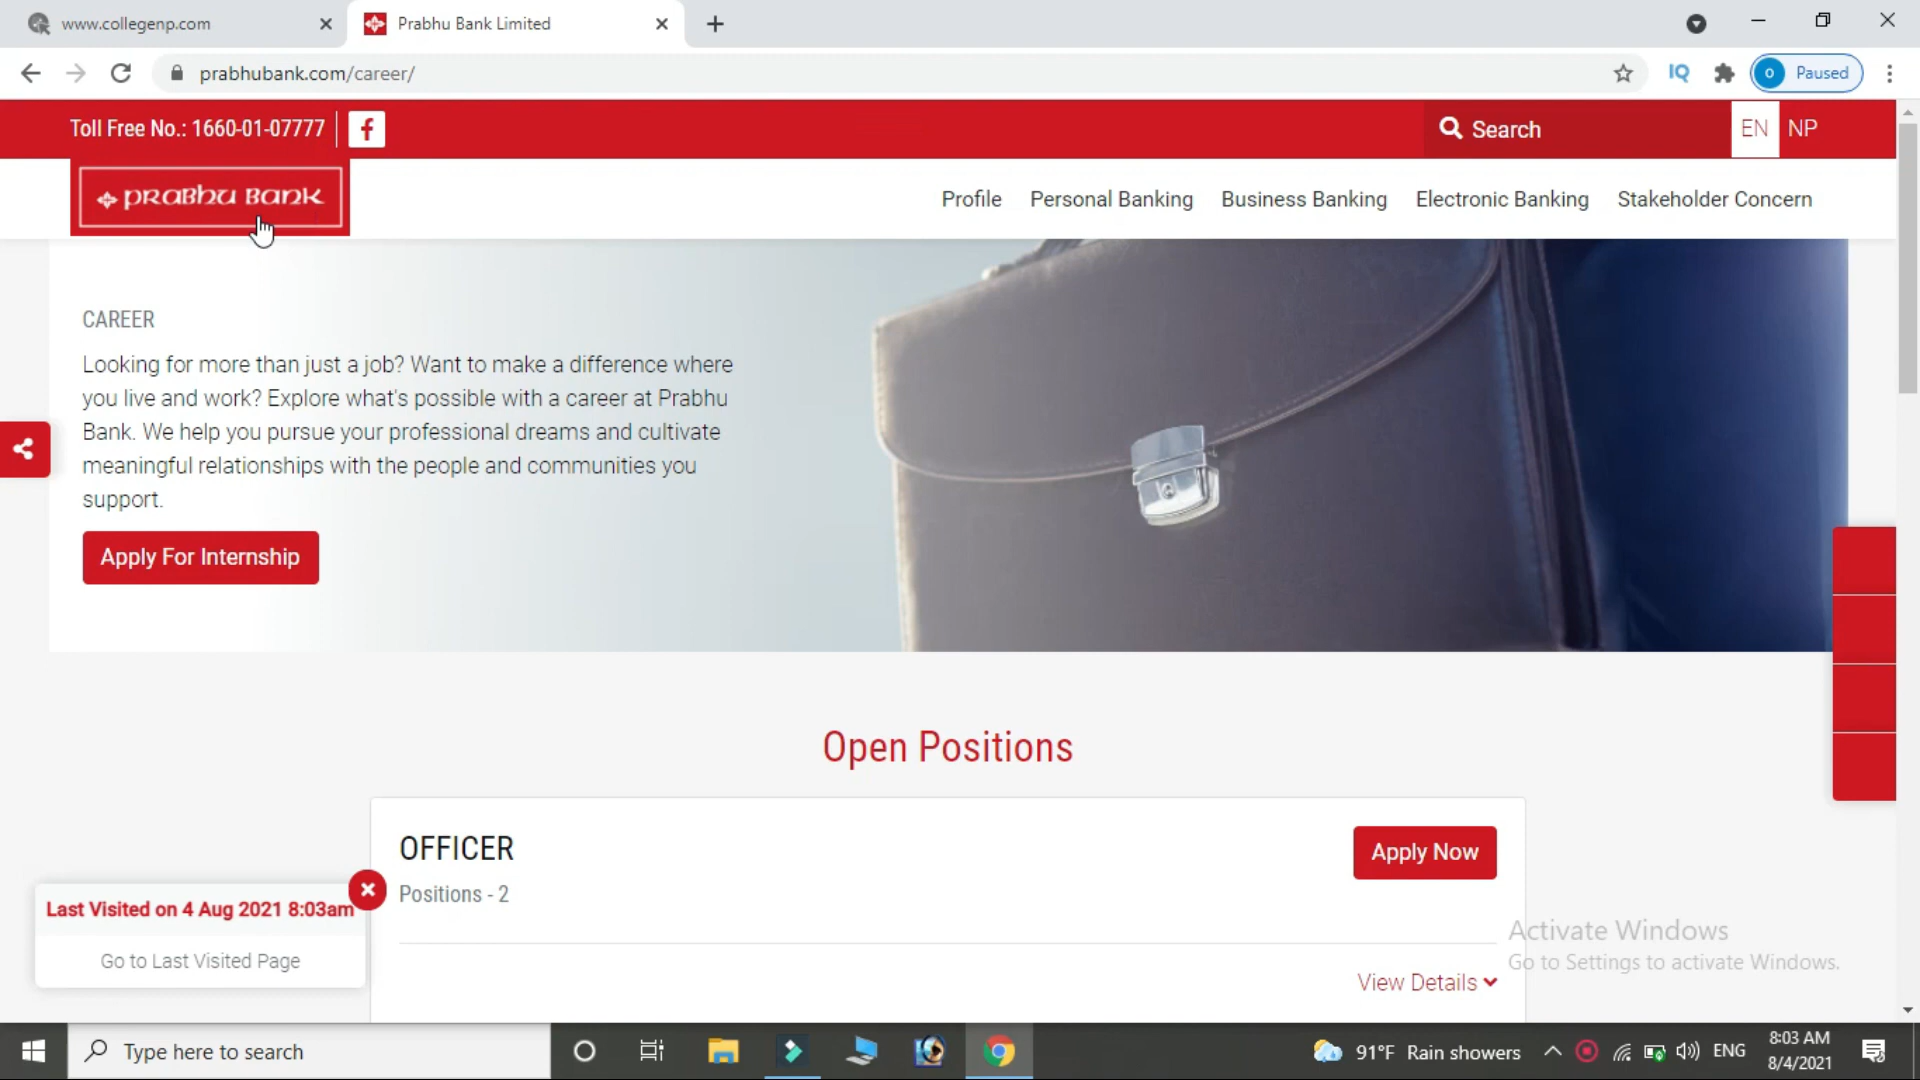 www.collegenp.com
Prabhu Bank Limited
prabhubank.com/career/
IQ
o Paused
Toll Free No.: 1660-01-07777
f
Search
EN NP
PRABHU BANK
Profile Personal Banking Business Banking Electronic Banking Stakeholder Concern
CAREER
Looking for more than just a job? Want to make a difference where
you live and work? Explore what's possible with a career at Prabhu
Bank. We help you pursue your professional dreams and cultivate
meaningful relationships with the people and communities you
support.
Apply For Internship
Open Positions
OFFICER
Apply Now
Positions - 2
Last Visited on 4 Aug 2021 8:03am
Go to Last Visited Page
View Details
Activate Windows
Go to Settings to activate Windows.
Type here to search
91°F Rain showers
ENG
8:03 AM
8/4/2021